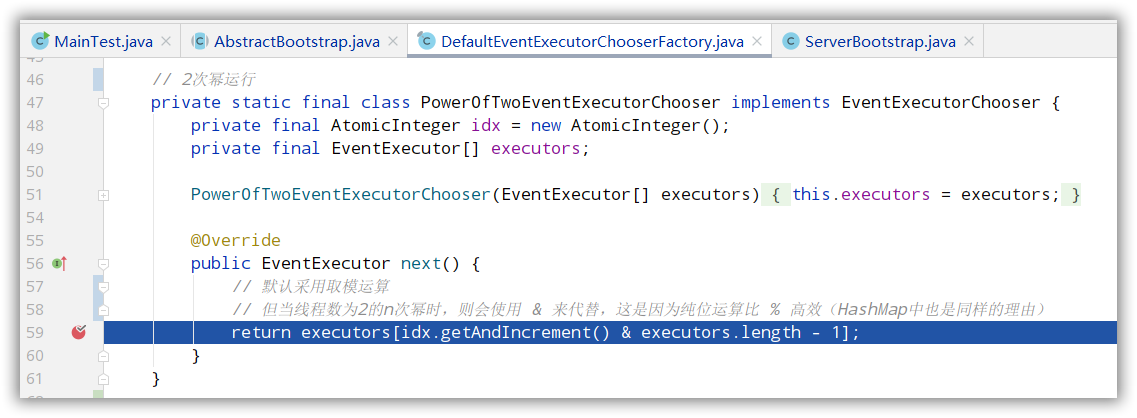 MainTest.java AbstractBootstrap.java DefaultEventExecutorChooserFactory.java ServerBootstrap.java
46 // 2次幂运行
47 private static final class PowerOfTwoEventExecutorChooser implements EventExecutorChooser {
48 private final AtomicInteger idx = new AtomicInteger();
49 private final EventExecutor[] executors;
50
51 PowerOfTwoEventExecutorChooser(EventExecutor[] executors) { this.executors = executors; }
54
55 @Override
56 public EventExecutor next() {
57 // 默认采用取模运算
58 // 但当线程数为2的n次幂时，则会使用 & 来代替，这是因为纯位运算比 % 高效（HashMap中也是同样的理由）
59 return executors[idx.getAndIncrement() & executors.length - 1];
60 }
61 }